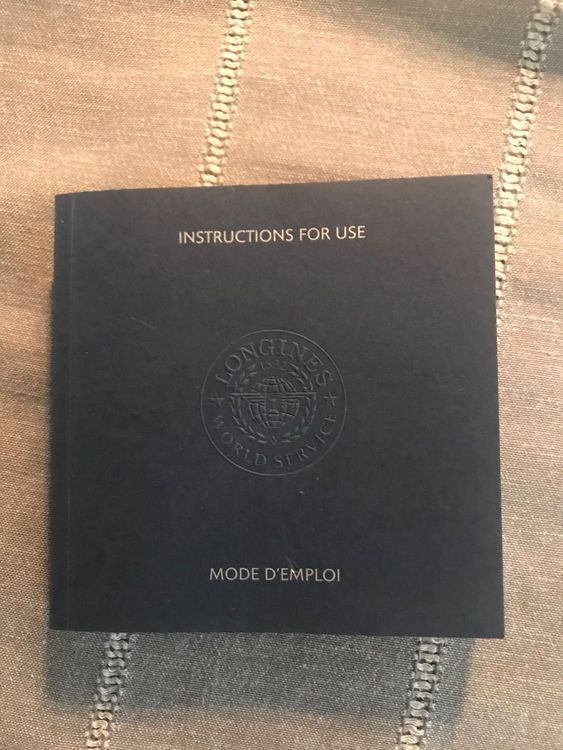 INSTRUCTIONS FOR USE
LONGINES
1832
WORLD SERVICE
MODE D'EMPLOI